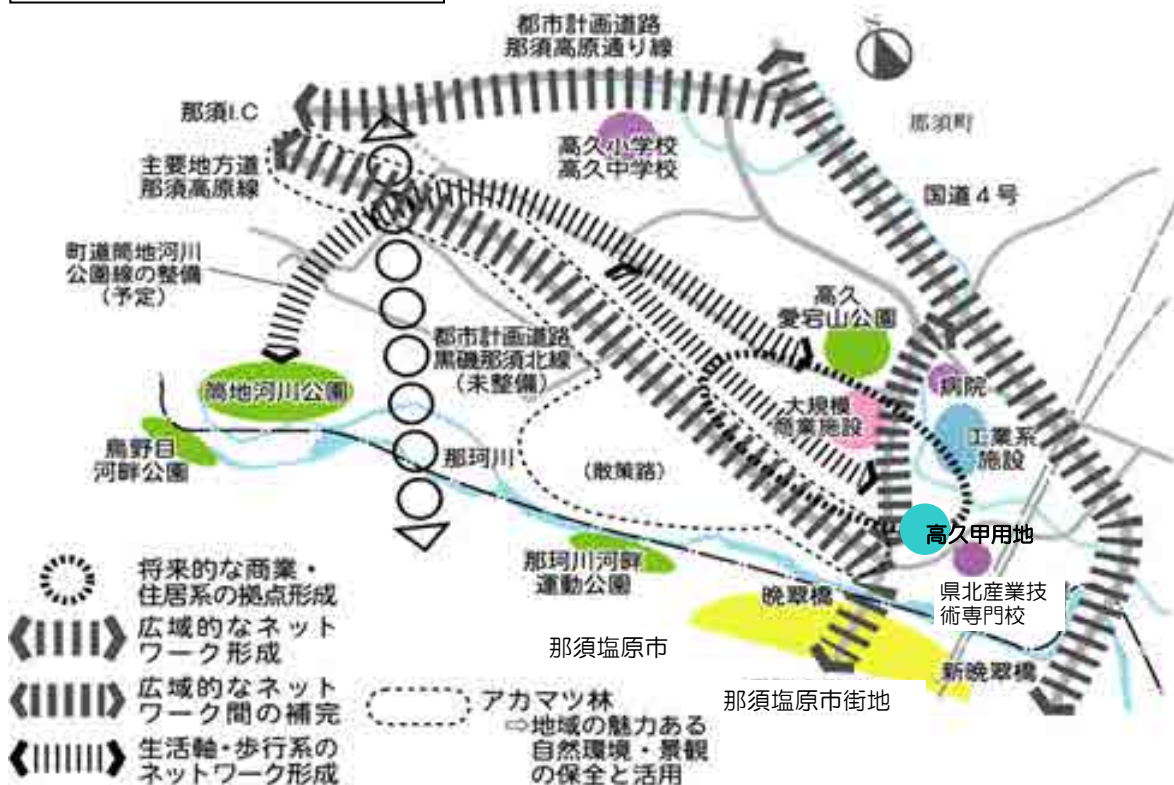 都市計画道路
那須高原通り線
那須I.C
主要地方道
那須高原線
高久小学校
高久中学校
那須町
国道4号
町道筒地河川
公園線の整備
(予定)
都市計画道路
黒磯那須北線
(未整備)
高久
愛宕山公園
病院
大規模
商業施設
工業系
施設
筒地河川公園
鳥野目
河畔公園
那珂川
(散策路)
高久甲用地
那珂川河畔
運動公園
晩翠橋
県北産業技
術専門校
那須塩原市
新晩翠橋
那須塩原市街地
将来的な商業・
住居系の拠点形成
広域的なネット
ワーク形成
広域的なネット
ワーク間の補完
生活軸・歩行系の
ネットワーク形成
アカマツ林
⇨地域の魅力ある
自然環境・景観
の保全と活用